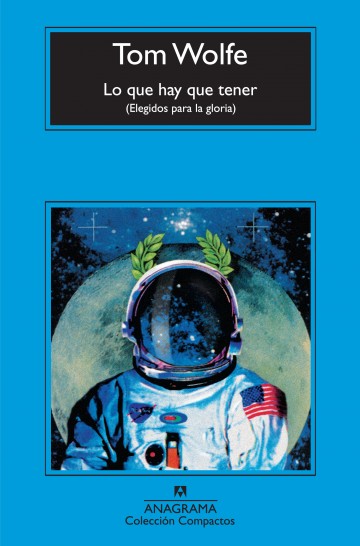 Tom Wolfe
Lo que hay que tener
(Elegidos para la gloria)
ANAGRAMA
Colección Compactos